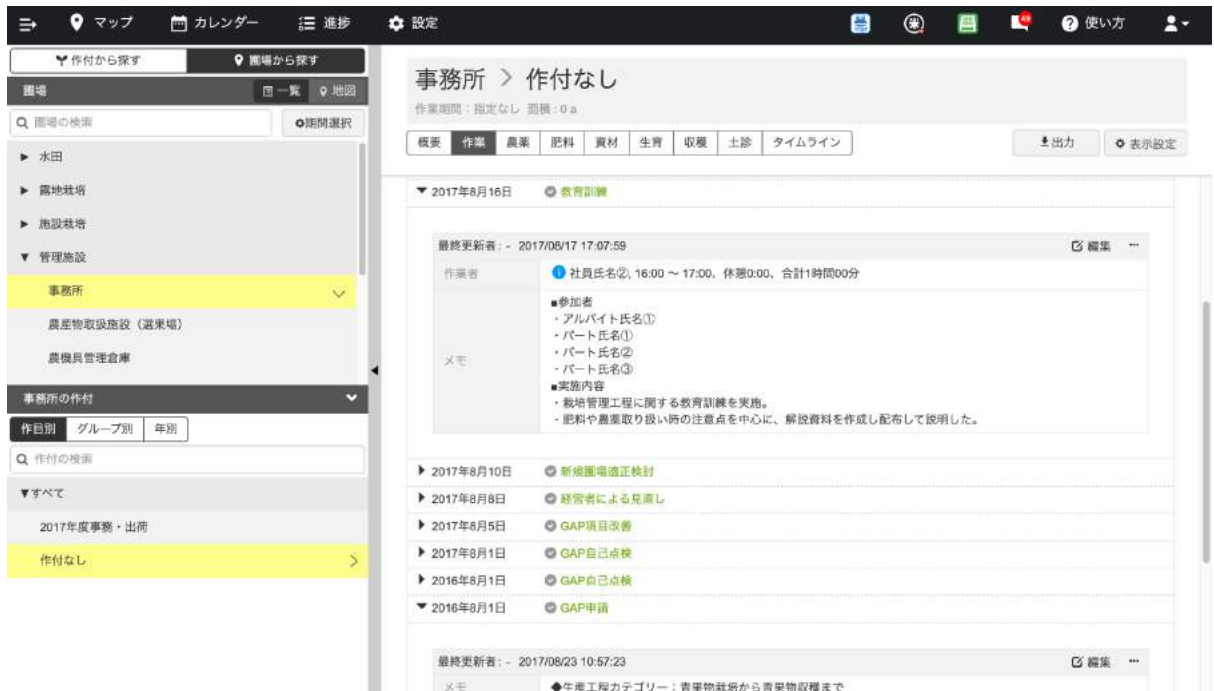 マップ
カレンダー
進捗
設定
49
使い方
作付から探す
圃場から探す
圃場
一覧
地図
圃場の検索
期間選択
水田
露地栽培
施設栽培
管理施設
事務所
農産物取扱施設（選果場）
農機具管理倉庫
事務所の作付
作目別 グループ別 年別
作付の検索
▼すべて
2017年度事務・出荷
作付なし
事務所 > 作付なし
作業期間：指定なし 面積：0 a
概要 作業 農薬 肥料 資材 生育 収穫 土診 タイムライン
出力
表示設定
2017年8月16日 教育訓練
最終更新者：- 2017/08/17 17:07:59
編集 …
作業者
社員氏名②, 16:00 ～ 17:00、休憩0:00、合計1時間00分
メモ
■参加者
・アルバイト氏名①
・パート氏名①
・パート氏名②
・パート氏名③
■実施内容
・栽培管理工程に関する教育訓練を実施。
・肥料や農薬取り扱い時の注意点を中心に、解説資料を作成し配布して説明した。
2017年8月10日 新規圃場適正検討
2017年8月8日 経営者による見直し
2017年8月5日 GAP項目改善
2017年8月1日 GAP自己点検
2016年8月1日 GAP自己点検
2016年8月1日 GAP申請
最終更新者：- 2017/08/23 10:57:23
編集 …
メモ
◆生産工程カテゴリー：青果物栽培から青果物収穫まで